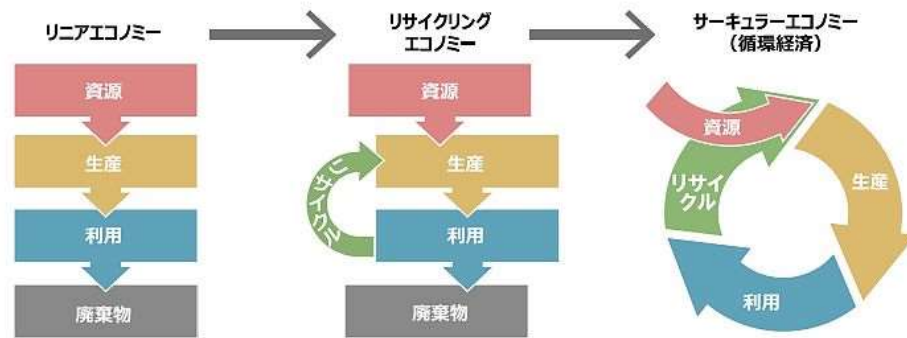 リニアエコノミー
資源
生産
利用
廃棄物
リサイクリング
エコノミー
資源
生産
リサイクル
利用
廃棄物
サーキュラーエコノミー
（循環経済）
資源
リサイ
クル
生産
利用